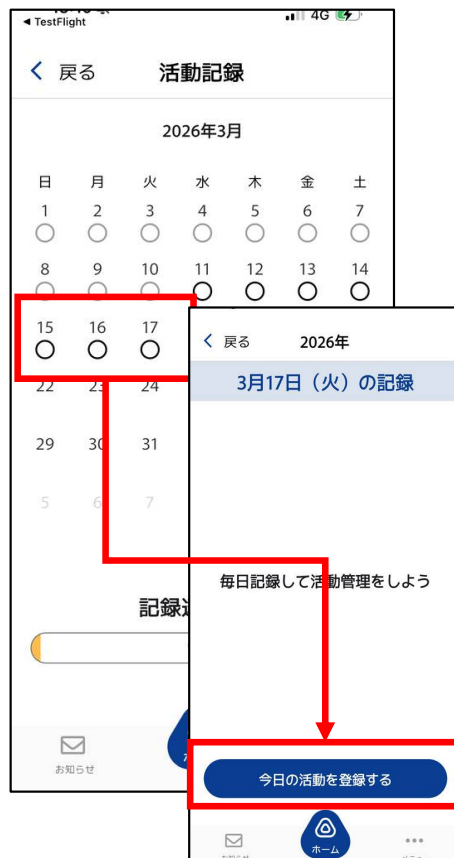 ◀ TestFlight
4G
戻る 活動記録
2026年3月
日 月 火 水 木 金 土
1 2 3 4 5 6 7
8 9 10 11 12 13 14
15 16 17
22 23 24
29 30 31
5 6 7
記録
お知らせ
戻る 2026年
3月17日（火）の記録
毎日記録して活動管理をしよう
今日の活動を登録する
ホーム